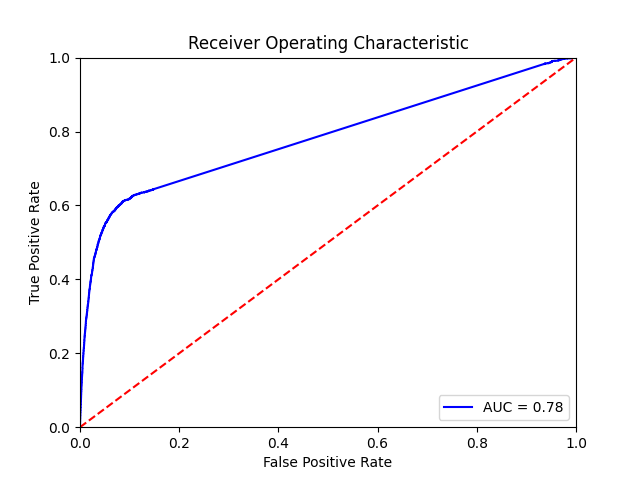 Receiver Operating Characteristic
True Positive Rate
1.0
0.8
0.6
0.4
0.2
0.0
AUC = 0.78
0.0 0.2 0.4 0.6 0.8 1.0
False Positive Rate